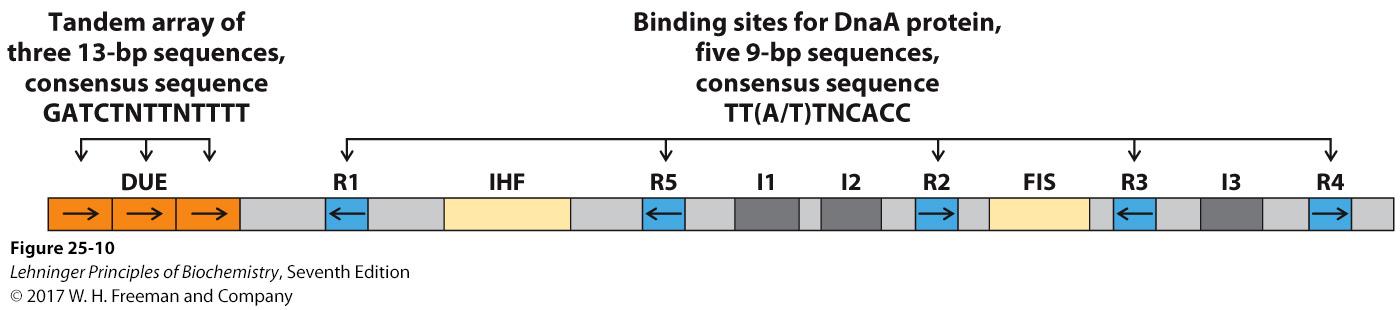 Tandem array of
three 13-bp sequences,
consensus sequence
GATCTNTTNTTTT
Binding sites for DnaA protein,
five 9-bp sequences,
consensus sequence
TT(A/T)TNCACC
DUE R1 IHF R5 I1 I2 R2 FIS R3 I3 R4
Figure 25-10
Lehninger Principles of Biochemistry, Seventh Edition
© 2017 W. H. Freeman and Company